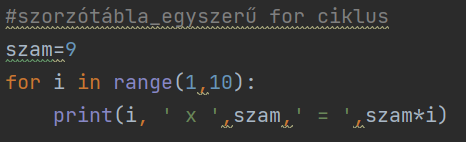 #szorzótábla_egyszerű for ciklus
szam=9
for i in range(1,10):
    print(i, ' x ',szam,' = ',szam*i)